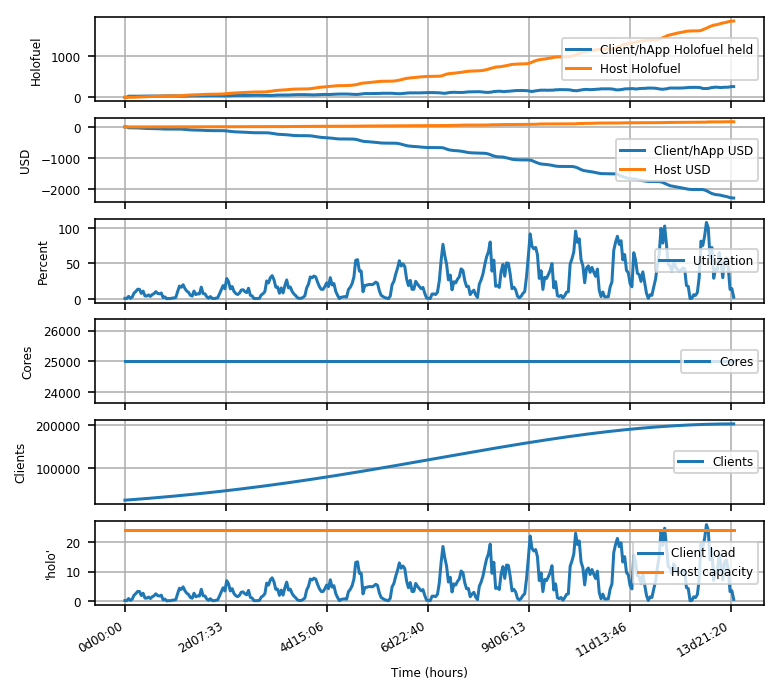 Holofuel
1000
0
Client/hApp Holofuel held
Host Holofuel
USD
0
−1000
−2000
Client/hApp USD
Host USD
Percent
100
50
0
Utilization
Cores
26000
25000
24000
Cores
Clients
200000
100000
Clients
'holo'
20
10
0
Client load
Host capacity
0d00:00
2d07:33
4d15:06
6d22:40
9d06:13
11d13:46
13d21:20
Time (hours)